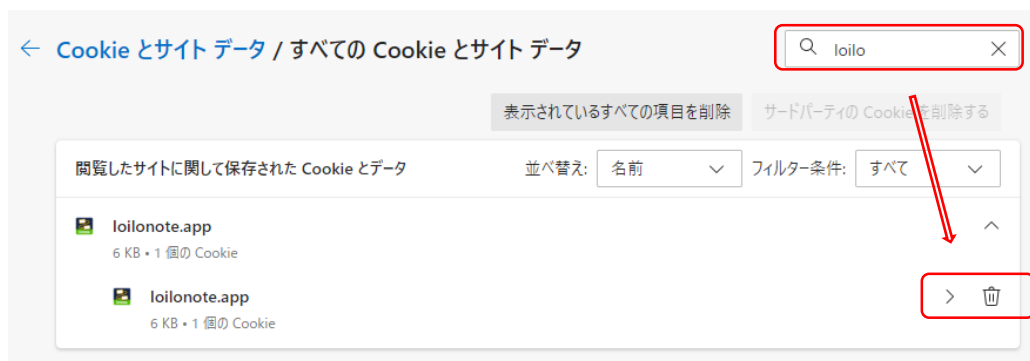 Cookie とサイト データ / すべての Cookie とサイト データ
loilo
表示されているすべての項目を削除
サードパーティの Cookie を削除する
閲覧したサイトに関して保存された Cookie とデータ
並べ替え: 名前
フィルター条件: すべて
loilonote.app
6 KB • 1 個の Cookie
loilonote.app
6 KB • 1 個の Cookie